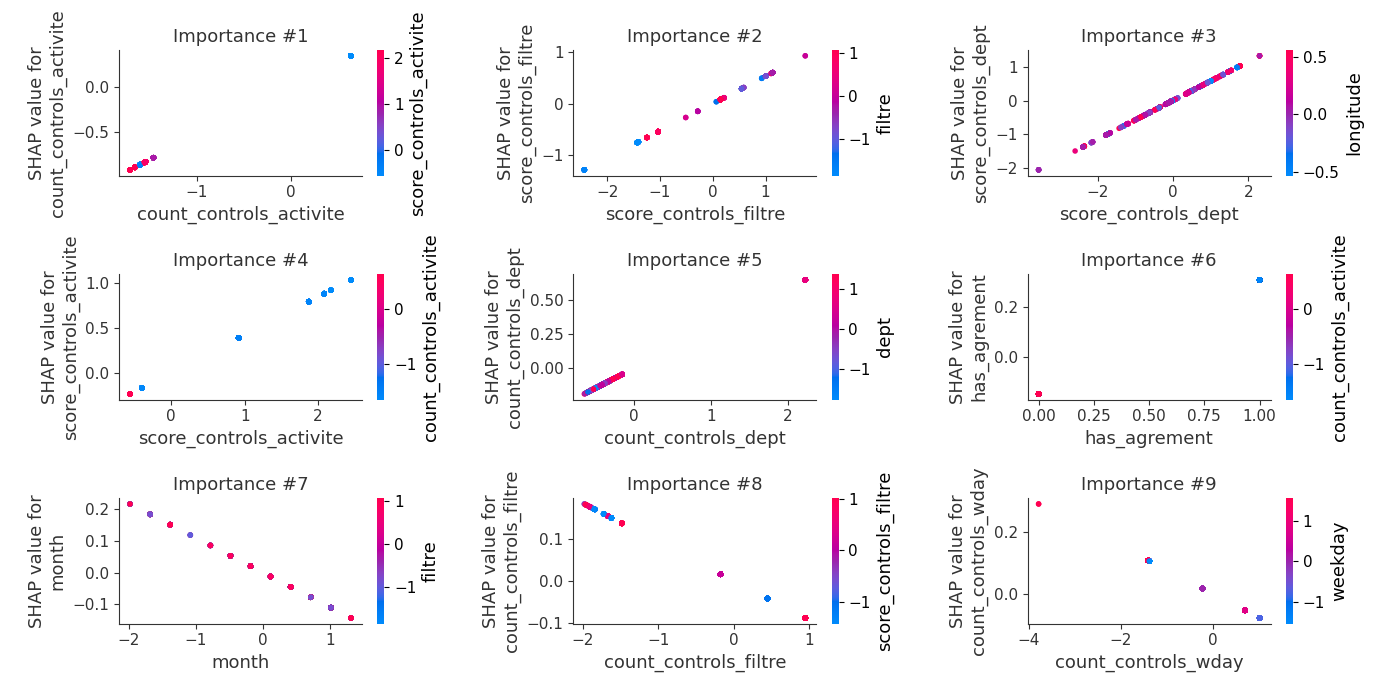 Importance #1
SHAP value for
count_controls_activite
0.0
−0.5
−1
0
count_controls_activite
2
1
0
score_controls_activite
Importance #2
SHAP value for
score_controls_filtre
1
0
−1
−2
−1
0
1
score_controls_filtre
1
0
−1
filtre
Importance #3
SHAP value for
score_controls_dept
1
0
−1
−2
−2
0
2
score_controls_dept
0.5
0.0
−0.5
longitude
Importance #4
SHAP value for
score_controls_activite
1.0
0.5
0.0
0
1
2
score_controls_activite
0
−1
count_controls_activite
Importance #5
SHAP value for
count_controls_dept
0.50
0.25
0.00
0
1
2
count_controls_dept
1
0
−1
dept
Importance #6
SHAP value for
has_agrement
0.2
0.0
0.00
0.25
0.50
0.75
1.00
has_agrement
0
−1
count_controls_activite
Importance #7
SHAP value for
month
0.2
0.1
0.0
−0.1
−2
−1
0
1
month
1
0
−1
filtre
Importance #8
SHAP value for
count_controls_filtre
0.1
0.0
−0.1
−2
−1
0
1
count_controls_filtre
1
0
−1
score_controls_filtre
Importance #9
SHAP value for
count_controls_wday
0.2
0.0
−4
−2
0
count_controls_wday
1
0
−1
weekday